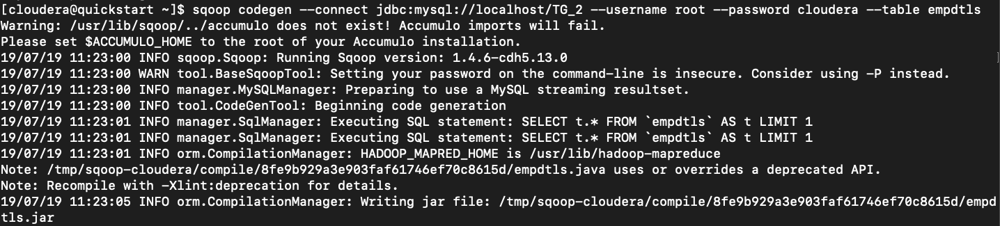 [cloudera@quickstart ~]$ sqoop codegen --connect jdbc:mysql://localhost/TG_2 --username root --password cloudera --table empdtls
Warning: /usr/lib/sqoop/../accumulo does not exist! Accumulo imports will fail.
Please set $ACCUMULO_HOME to the root of your Accumulo installation.
19/07/19 11:23:00 INFO sqoop.Sqoop: Running Sqoop version: 1.4.6-cdh5.13.0
19/07/19 11:23:00 WARN tool.BaseSqoopTool: Setting your password on the command-line is insecure. Consider using -P instead.
19/07/19 11:23:00 INFO manager.MySQLManager: Preparing to use a MySQL streaming resultset.
19/07/19 11:23:00 INFO tool.CodeGenTool: Beginning code generation
19/07/19 11:23:01 INFO manager.SqlManager: Executing SQL statement: SELECT t.* FROM `empdtls` AS t LIMIT 1
19/07/19 11:23:01 INFO manager.SqlManager: Executing SQL statement: SELECT t.* FROM `empdtls` AS t LIMIT 1
19/07/19 11:23:01 INFO orm.CompilationManager: HADOOP_MAPRED_HOME is /usr/lib/hadoop-mapreduce
Note: /tmp/sqoop-cloudera/compile/8fe9b929a3e903faf61746ef70c8615d/empdtls.java uses or overrides a deprecated API.
Note: Recompile with -Xlint:deprecation for details.
19/07/19 11:23:05 INFO orm.CompilationManager: Writing jar file: /tmp/sqoop-cloudera/compile/8fe9b929a3e903faf61746ef70c8615d/empd
tls.jar